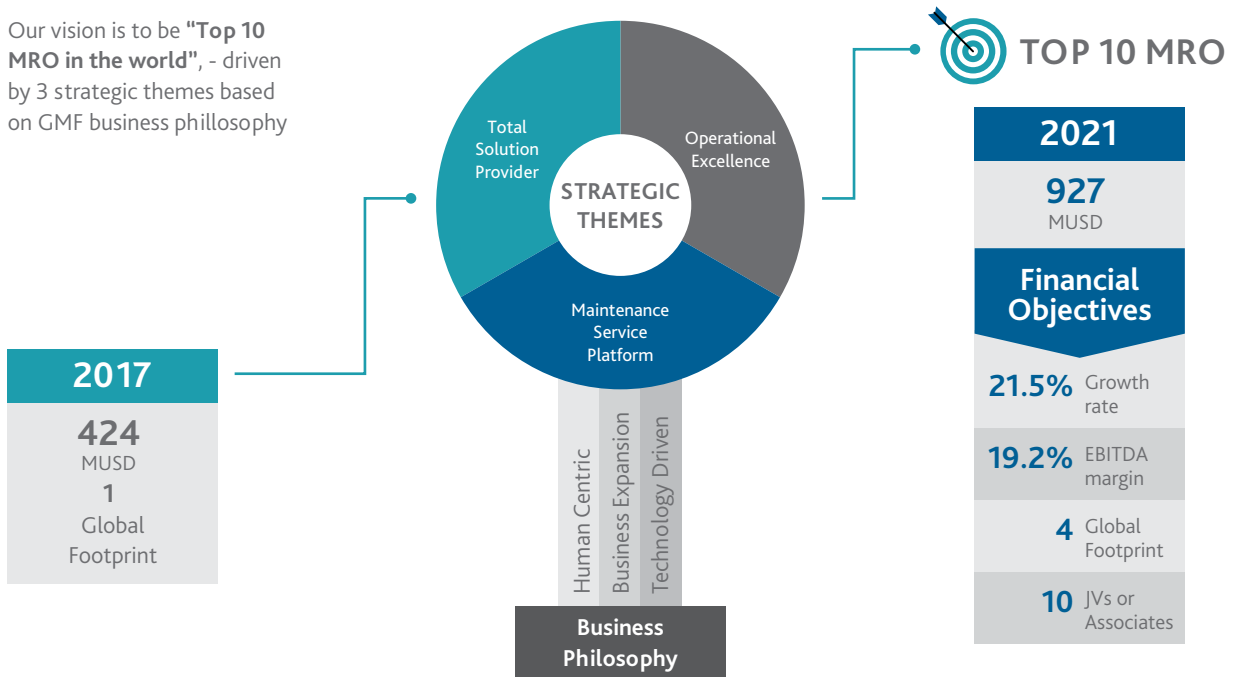 Our vision is to be “Top 10
MRO in the world”, - driven
by 3 strategic themes based
on GMF business phillosophy
2017
424
MUSD
1
Global
Footprint
Total
Solution
Provider
Operational
Excellence
STRATEGIC
THEMES
Maintenance
Service
Platform
Human Centric
Business Expansion
Technology Driven
Business
Philosophy
TOP 10 MRO
2021
927
MUSD
Financial
Objectives
21.5% Growth
rate
19.2% EBITDA
margin
4 Global
Footprint
10 JVs or
Associates